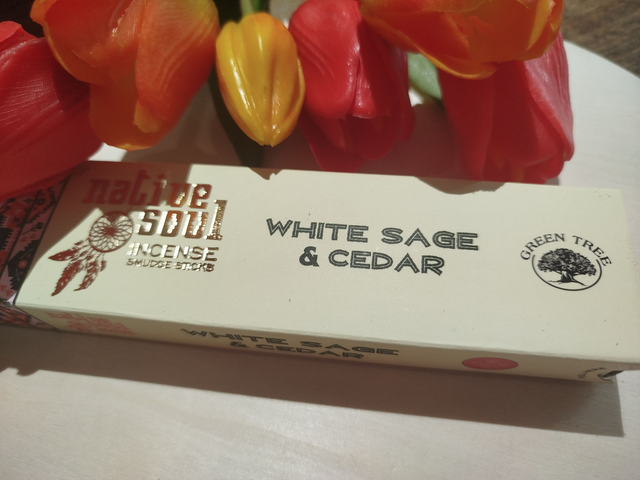 native
soul
INCENSE
SMUDGE STICKS
WHITE SAGE
& CEDAR
GREEN TREE
WHITE SAGE
& CEDAR